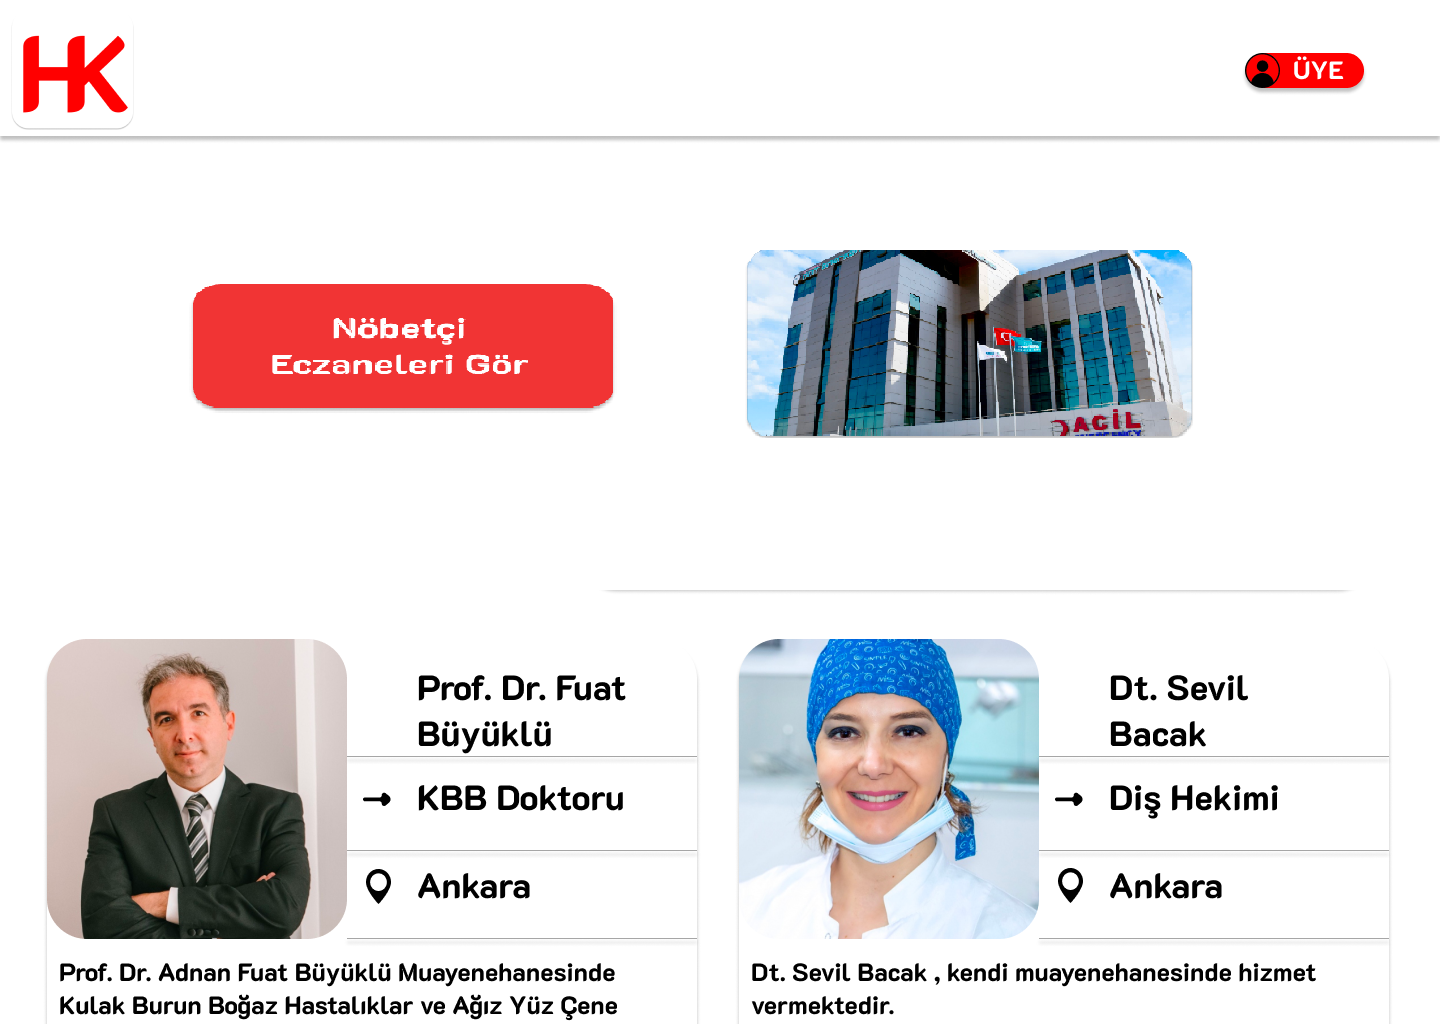 HK
ÜYE
Nöbetçi
Eczaneleri Gör
ACİL
Prof. Dr. Fuat
Büyüklü
KBB Doktoru
Ankara
Prof. Dr. Adnan Fuat Büyüklü Muayenehanesinde
Kulak Burun Boğaz Hastalıklar ve Ağız Yüz Çene
Dt. Sevil
Bacak
Diş Hekimi
Ankara
Dt. Sevil Bacak , kendi muayenehanesinde hizmet
vermektedir.